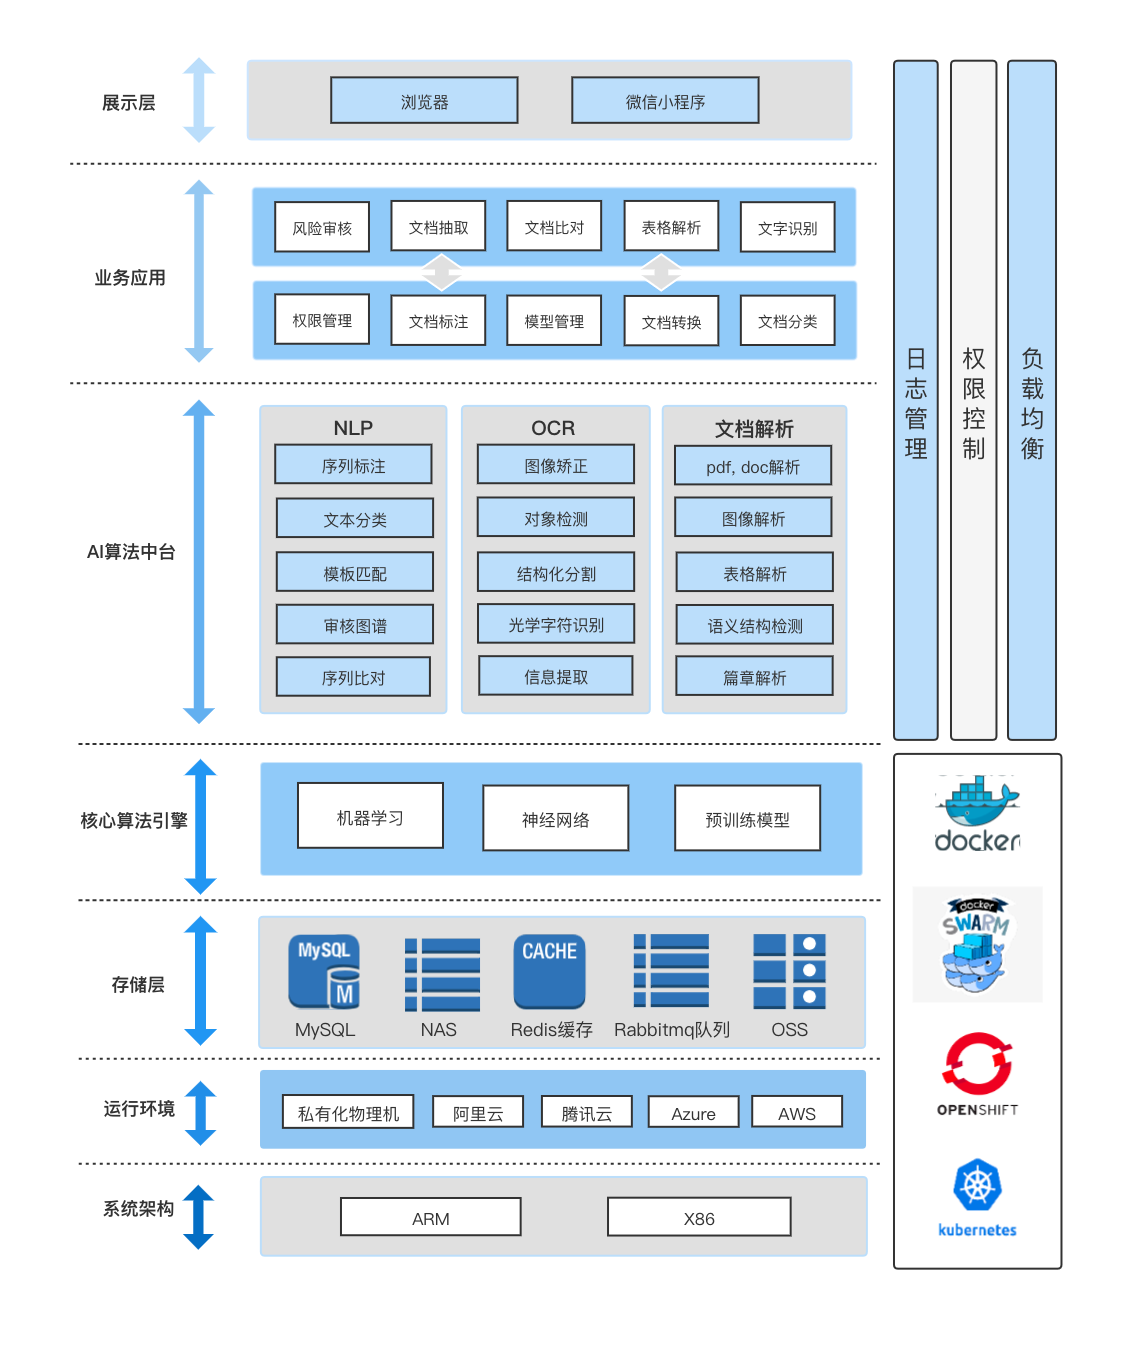 展示层
浏览器
微信小程序
业务应用
风险审核
文档抽取
文档比对
表格解析
文字识别
权限管理
文档标注
模型管理
文档转换
文档分类
AI算法中台
NLP
序列标注
文本分类
模板匹配
审核图谱
序列比对
OCR
图像矫正
对象检测
结构化分割
光学字符识别
信息提取
文档解析
pdf, doc解析
图像解析
表格解析
语义结构检测
篇章解析
核心算法引擎
机器学习
神经网络
预训练模型
存储层
MySQL
M
MySQL
NAS
CACHE
Redis缓存
Rabbitmq队列
OSS
运行环境
私有化物理机
阿里云
腾讯云
Azure
AWS
系统架构
ARM
X86
日志管理
权限控制
负载均衡
docker
docker
SWARM
OPENSHIFT
kubernetes